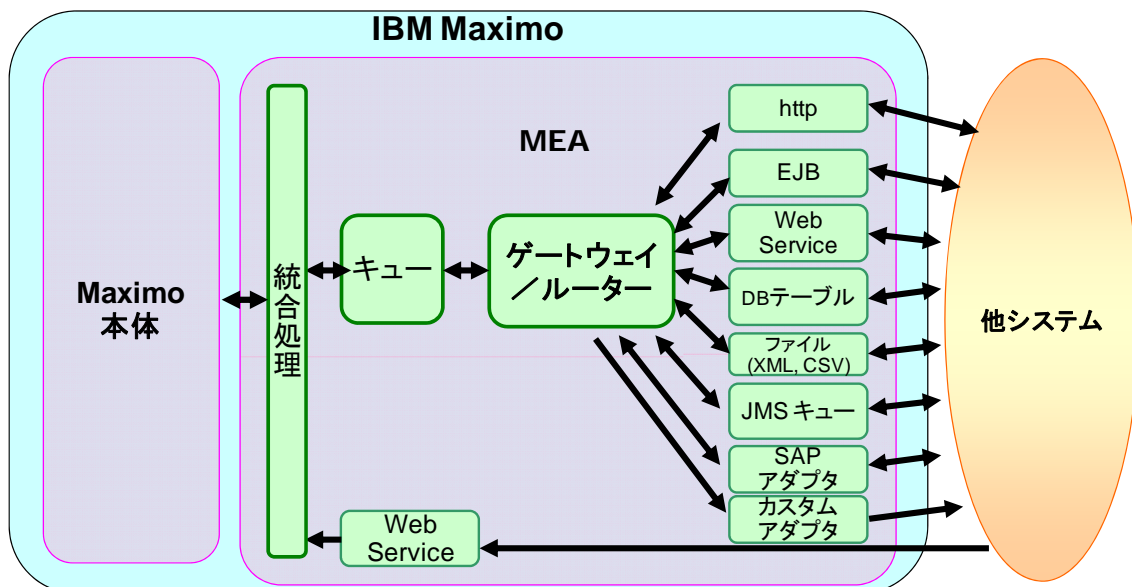 IBM Maximo
MEA
Maximo
本体
統合処理
キュー
ゲートウェイ
／ルーター
http
EJB
Web
Service
DBテーブル
ファイル
(XML, CSV)
JMS キュー
SAP
アダプタ
カスタム
アダプタ
Web
Service
他システム